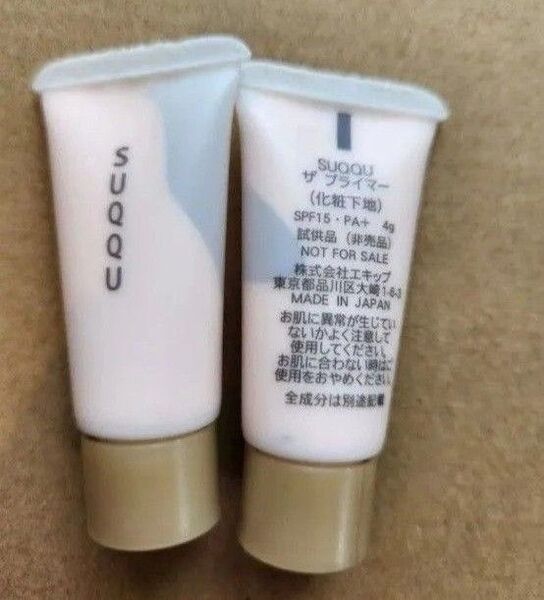 SUQQU
SUQQU
ザ プライマー
(化粧下地)
SPF15・PA+ 4g
試供品 (非売品)
NOT FOR SALE
株式会社エキップ
東京都品川区大崎1-6-3
MADE IN JAPAN
お肌に異常が生じてい
ないかよく注意して
使用してください。
お肌に合わない時はご
使用をおやめください。
全成分は別途記載